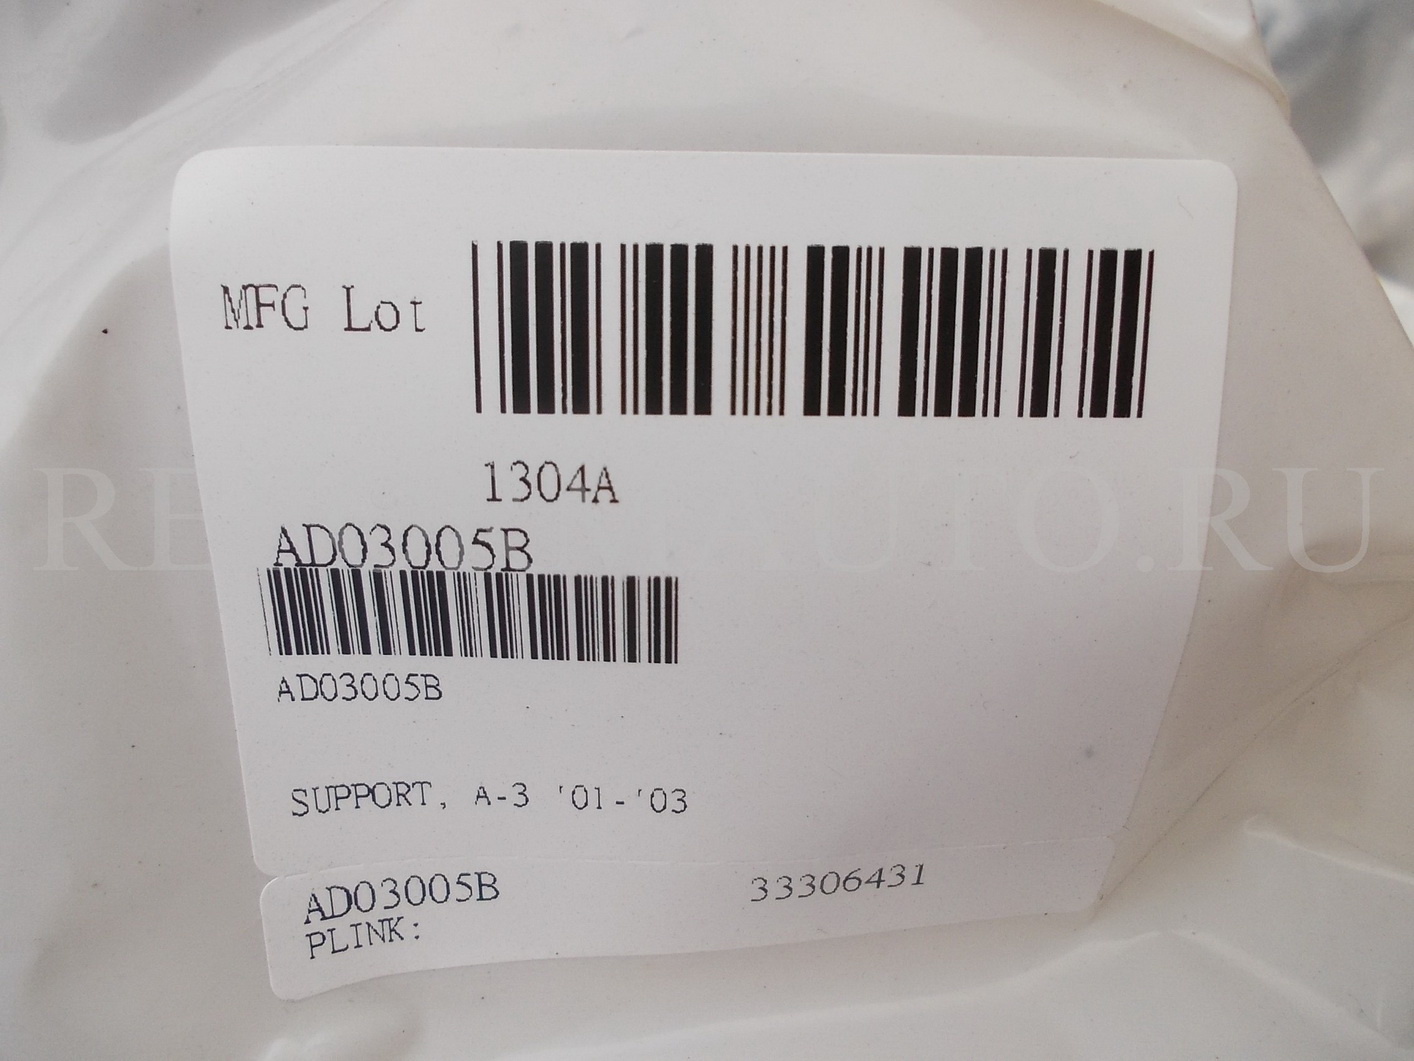 MFG Lot
1304A
AD03005B
AD03005B
SUPPORT, A-3 '01-'03
AD03005B 33306431
PLINK: